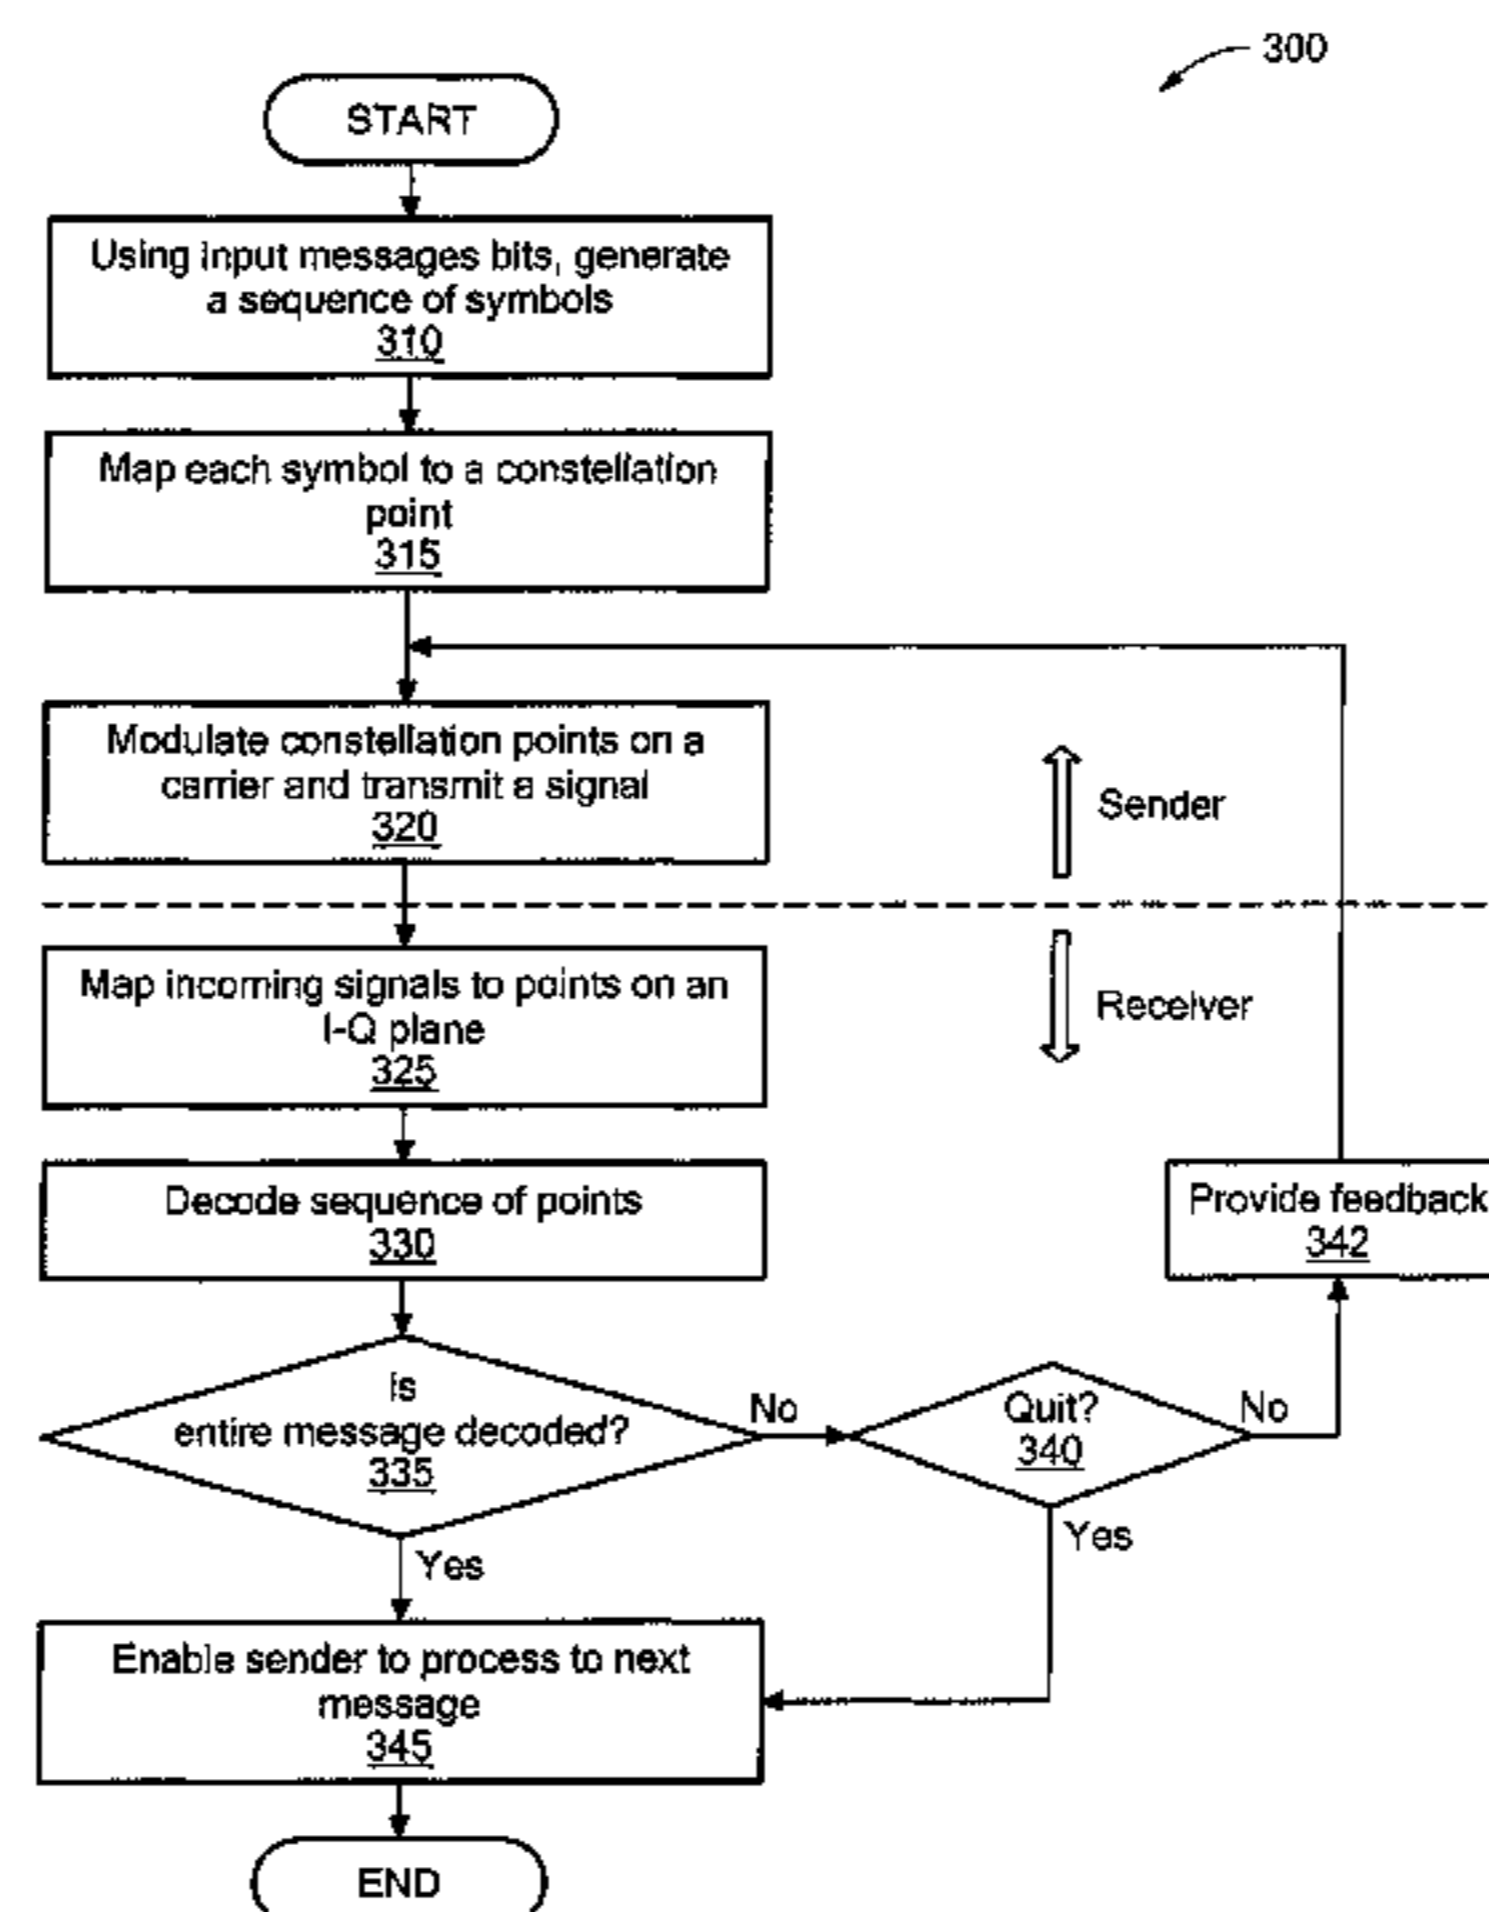 300
START
Using input messages bits, generate
a sequence of symbols
310
Map each symbol to a constellation
point
315
Modulate constellation points on a
carrier and transmit a signal
320
Sender
Map incoming signals to points on an
I-Q plane
325
Receiver
Decode sequence of points
330
Provide feedback
342
Is
entire message decoded?
335
No
Quit?
340
No
Yes
Yes
Enable sender to process to next
message
345
END